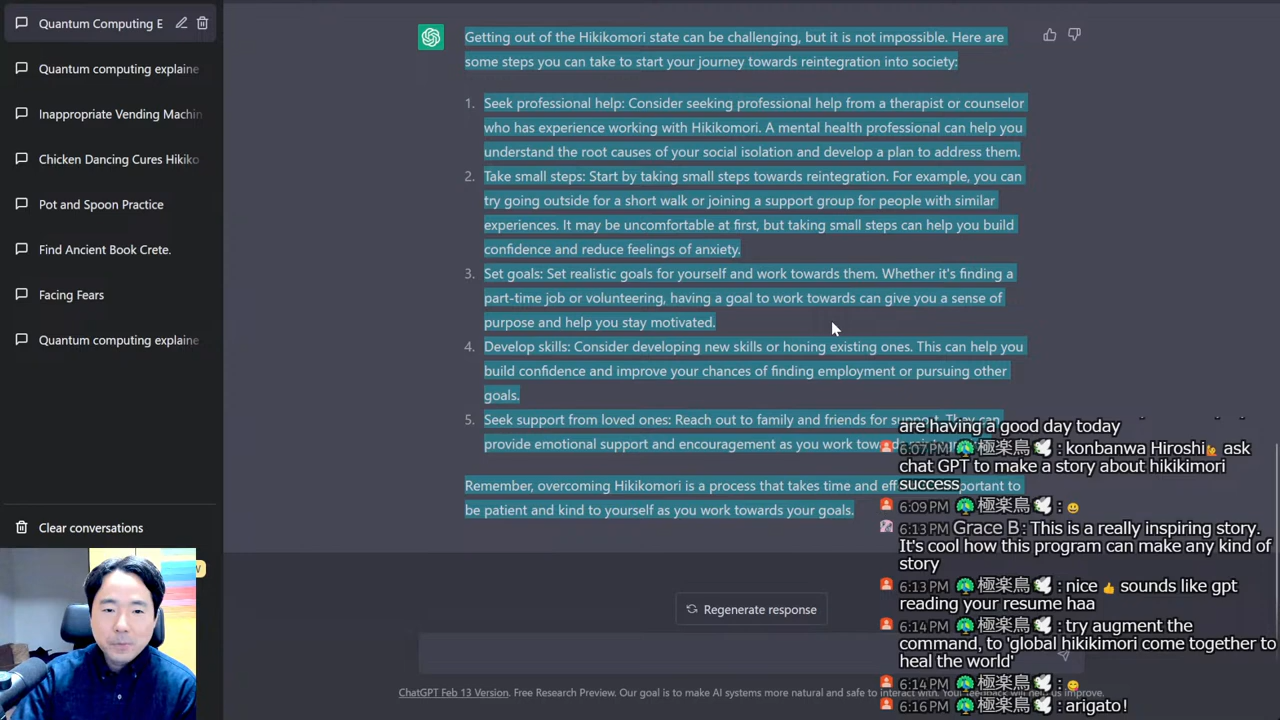 Quantum Computing E
Quantum computing explaine
Inappropriate Vending Machin
Chicken Dancing Cures Hikiko
Pot and Spoon Practice
Find Ancient Book Crete.
Facing Fears
Quantum computing explaine
Clear conversations
W
Getting out of the Hikikomori state can be challenging, but it is not impossible. Here are
some steps you can take to start your journey towards reintegration into society:
1. Seek professional help: Consider seeking professional help from a therapist or counselor
who has experience working with Hikikomori. A mental health professional can help you
understand the root causes of your social isolation and develop a plan to address them.
2. Take small steps: Start by taking small steps towards reintegration. For example, you can
try going outside for a short walk or joining a support group for people with similar
experiences. It may be uncomfortable at first, but taking small steps can help you build
confidence and reduce feelings of anxiety.
3. Set goals: Set realistic goals for yourself and work towards them. Whether it's finding a
part-time job or volunteering, having a goal to work towards can give you a sense of
purpose and help you stay motivated.
4. Develop skills: Consider developing new skills or honing existing ones. This can help you
build confidence and improve your chances of finding employment or pursuing other
goals.
5. Seek support from loved ones: Reach out to family and friends for support. They can
provide emotional support and encouragement as you work
Remember, overcoming Hikikomori is a process that takes time and
be patient and kind to yourself as you work towards your goals.
Regenerate response
ChatGPT Feb 13 Version. Free Research Preview. Our goal is to make AI systems more natural and safe to interact with. Your feedback will help us improve.
are having a good day today
6:07 PM 極楽鳥 : konbanwa Hiroshi ask
chat GPT to make a story about hikikimori
success
6:09 PM 極楽鳥 :
6:13 PM Grace B : This is a really inspiring story.
It's cool how this program can make any kind of
story
6:13 PM 極楽鳥 : nice 👍 sounds like gpt
reading your resume haa
6:14 PM 極楽鳥 : try augment the
command, to 'global hikikimori come together to
heal the world'
6:14 PM 極楽鳥 :
6:16 PM 極楽鳥 : arigato!